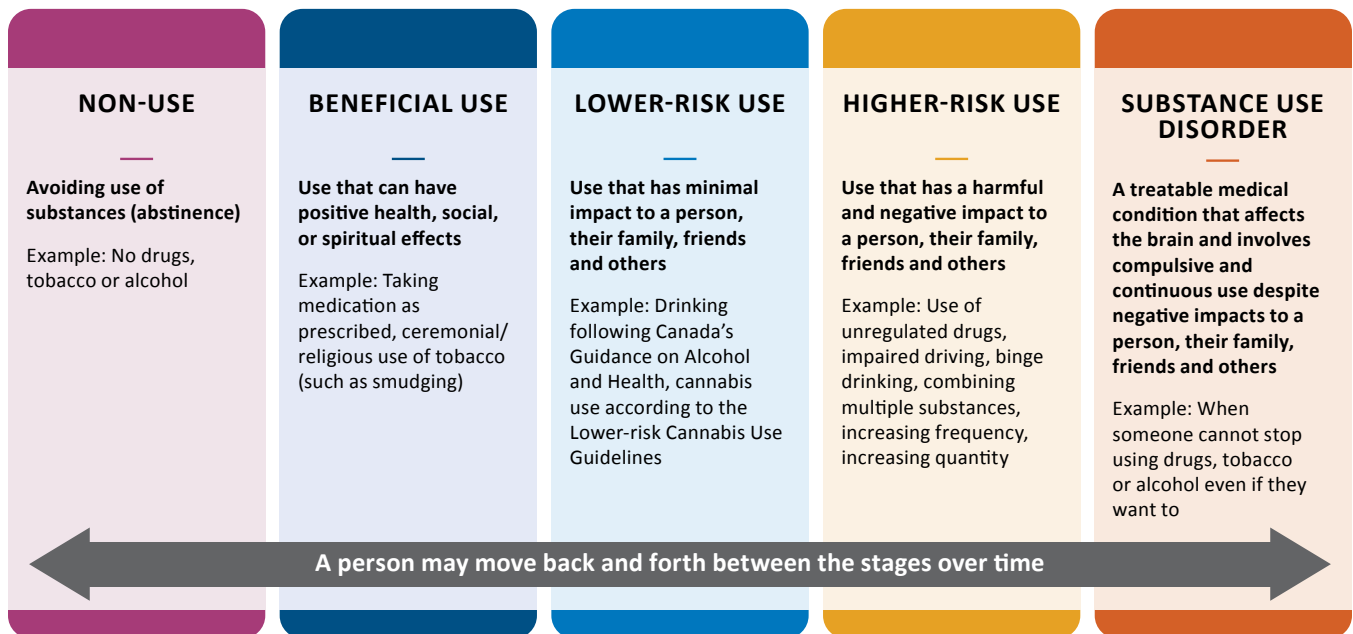 NON-USE
Avoiding use of
substances (abstinence)
Example: No drugs,
tobacco or alcohol
BENEFICIAL USE
Use that can have
positive health, social,
or spiritual effects
Example: Taking
medication as
prescribed, ceremonial/
religious use of tobacco
(such as smudging)
LOWER-RISK USE
Use that has minimal
impact to a person,
their family, friends
and others
Example: Drinking
following Canada’s
Guidance on Alcohol
and Health, cannabis
use according to the
Lower-risk Cannabis Use
Guidelines
HIGHER-RISK USE
Use that has a harmful
and negative impact to
a person, their family,
friends and others
Example: Use of
unregulated drugs,
impaired driving, binge
drinking, combining
multiple substances,
increasing frequency,
increasing quantity
SUBSTANCE USE
DISORDER
A treatable medical
condition that affects
the brain and involves
compulsive and
continuous use despite
negative impacts to a
person, their family,
friends and others
Example: When
someone cannot stop
using drugs, tobacco
or alcohol even if they
want to
A person may move back and forth between the stages over time